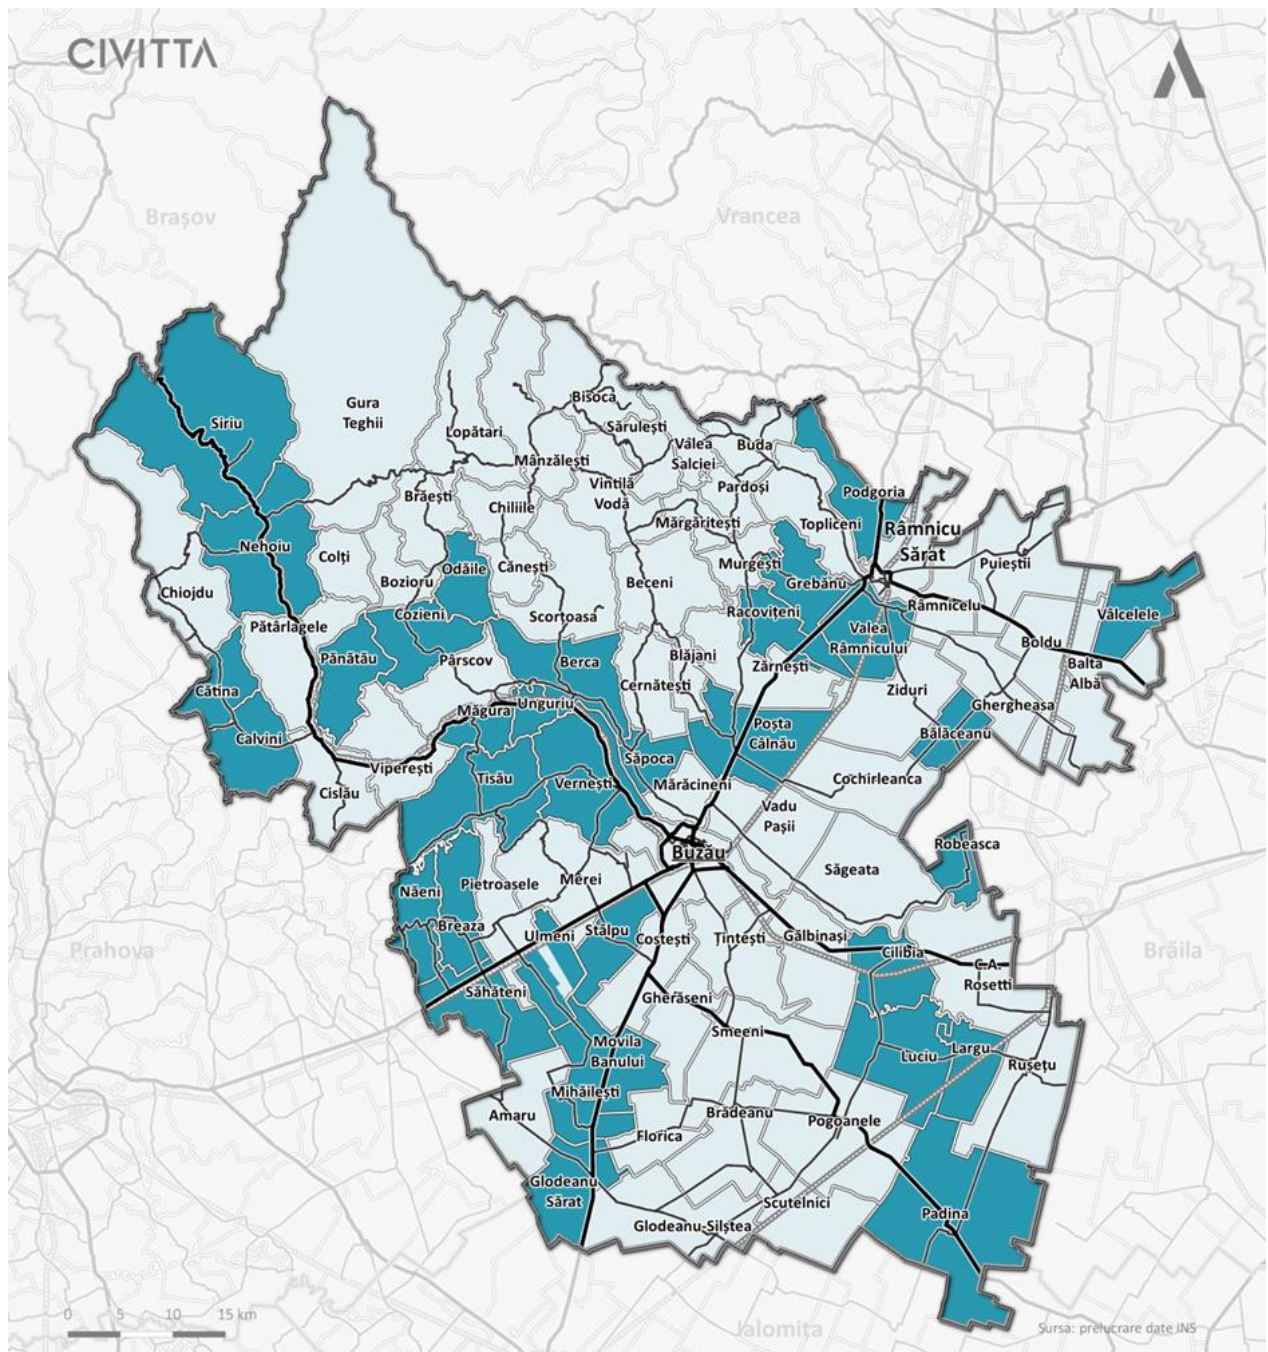 CIVITTA
Brașov
Vrancea
Gura
Teghii
Bisoca
Siriu
Lopătari
Sărulești
Vâlea
Salciei
Buda
Mânzălești
Vintilă
Vodă
Pardoși
Podgoria
Brăești
Chiliile
Mărgăritești
Topliceni
Râmnicu
Sărat
Nehoiu
Colți
Odăile
Cănești
Murgești
Puieștii
Bozioru
Beceni
Grebănu
Chiojdu
Râmnicelu
Vâlcelele
Cozieni
Scorțoasa
Racovițeni
Pătârlagele
Valea
Râmnicului
Boldu
Pănătău
Pârscov
Berca
Blăjani
Zărnești
Balta
Albă
Cătina
Cernătești
Ziduri
Ghergheasa
Măgura
Unguriu
Poșta
Câlnău
Bălăceanu
Calvini
Viperești
Săpoca
Tisău
Vernești
Mărăcineni
Cochirleanca
Cislău
Vadu
Pașii
Buzău
Robeasca
Săgeata
Năeni
Pietroasele
Merei
Breaza
Ulmeni
Stâlpu
Costești
Țintești
Gălbinași
Prahova
Cilibia
Brăila
C.A.
Rosetti
Săhăteni
Gherăseni
Smeeni
Movila
Banului
Luciu
Largu
Rușețu
Mihăilești
Amaru
Brădeanu
Pogoanele
Florica
Glodeanu
Sărat
Scutelnici
Padina
Glodeanu-Silștea
0 5 10 15 km
Ialomița
Sursa: prelucrare date INS